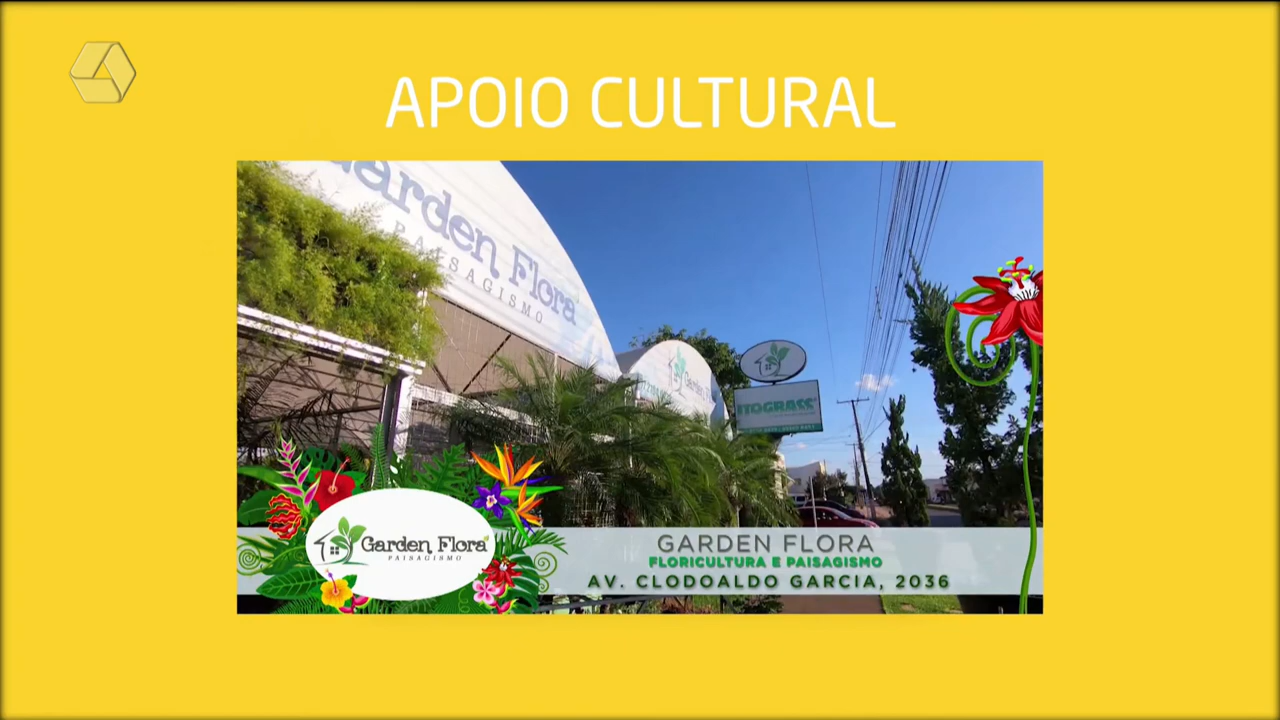 APOIO CULTURAL
Garden Flora
PAISAGISMO
ITOGRASS
Garden Flora
PAISAGISMO
GARDEN FLORA
FLORICULTURA E PAISAGISMO
AV. CLODOALDO GARCIA, 2036